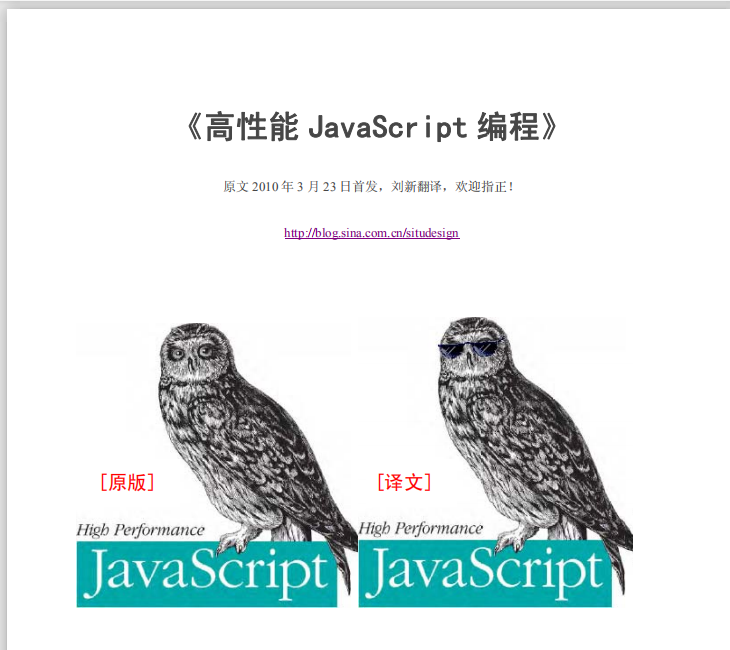 《高性能 JavaScript 编程》
原文 2010 年 3 月 23 日首发，刘新翻译，欢迎指正！
http://blog.sina.com.cn/situdesign
[原版]
[译文]
High Performance
JavaScript
High Performance
JavaScript